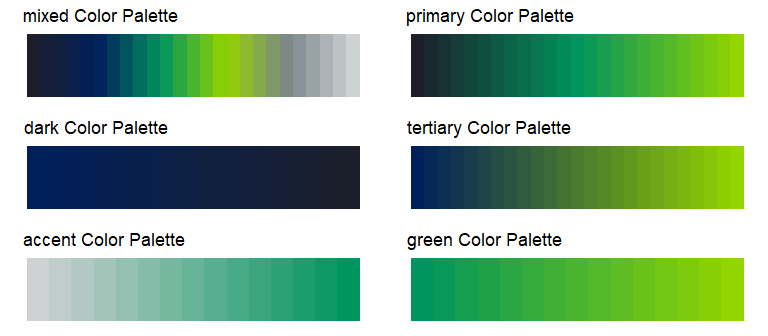 mixed Color Palette
primary Color Palette
dark Color Palette
tertiary Color Palette
accent Color Palette
green Color Palette